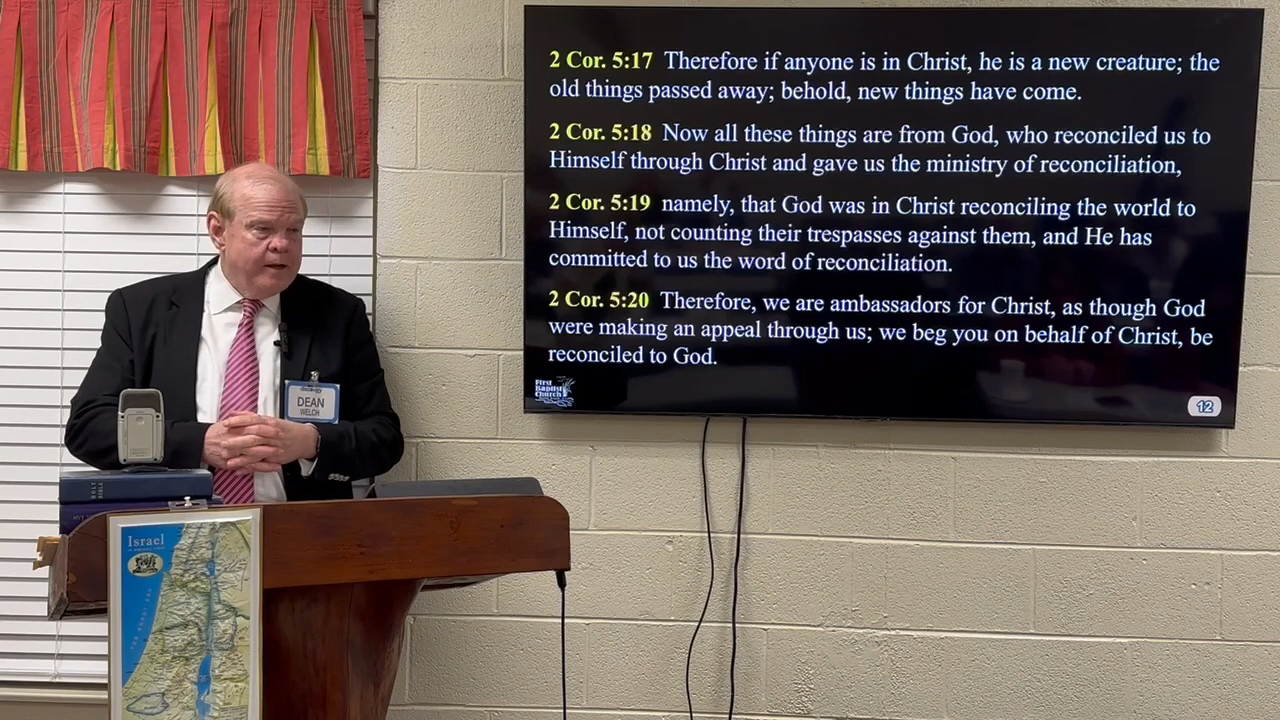 2 Cor. 5:17 Therefore if anyone is in Christ, he is a new creature; the
old things passed away; behold, new things have come.
2 Cor. 5:18 Now all these things are from God, who reconciled us to
Himself through Christ and gave us the ministry of reconciliation,
2 Cor. 5:19 namely, that God was in Christ reconciling the world to
Himself, not counting their trespasses against them, and He has
committed to us the word of reconciliation.
2 Cor. 5:20 Therefore, we are ambassadors for Christ, as though God
were making an appeal through us; we beg you on behalf of Christ, be
reconciled to God.
First
Baptist
Church
12
DEAN
WELCH
HOLY
BIBLE
Israel